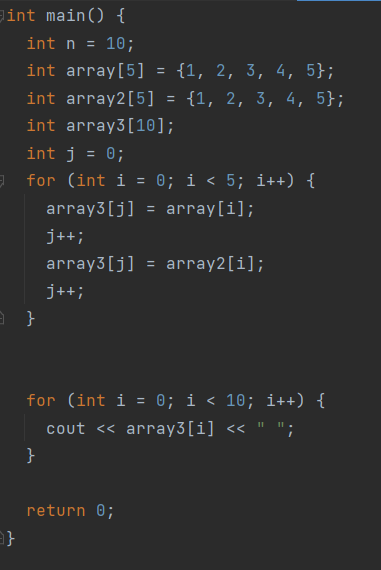 int main() {
  int n = 10;
  int array[5] = {1, 2, 3, 4, 5};
  int array2[5] = {1, 2, 3, 4, 5};
  int array3[10];
  int j = 0;
  for (int i = 0; i < 5; i++) {
    array3[j] = array[i];
    j++;
    array3[j] = array2[i];
    j++;
  }
  for (int i = 0; i < 10; i++) {
    cout << array3[i] << " ";
  }
  return 0;
}